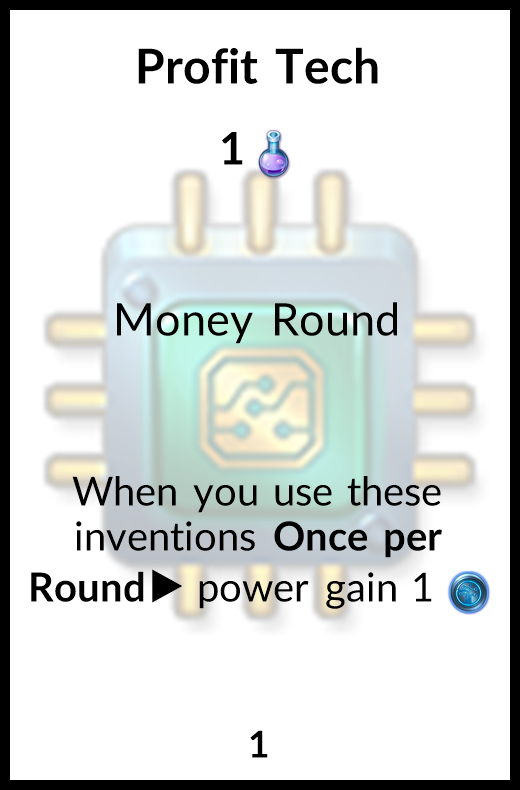 Profit Tech
1
Money Round
When you use these
inventions Once per
Round▶ power gain 1
1